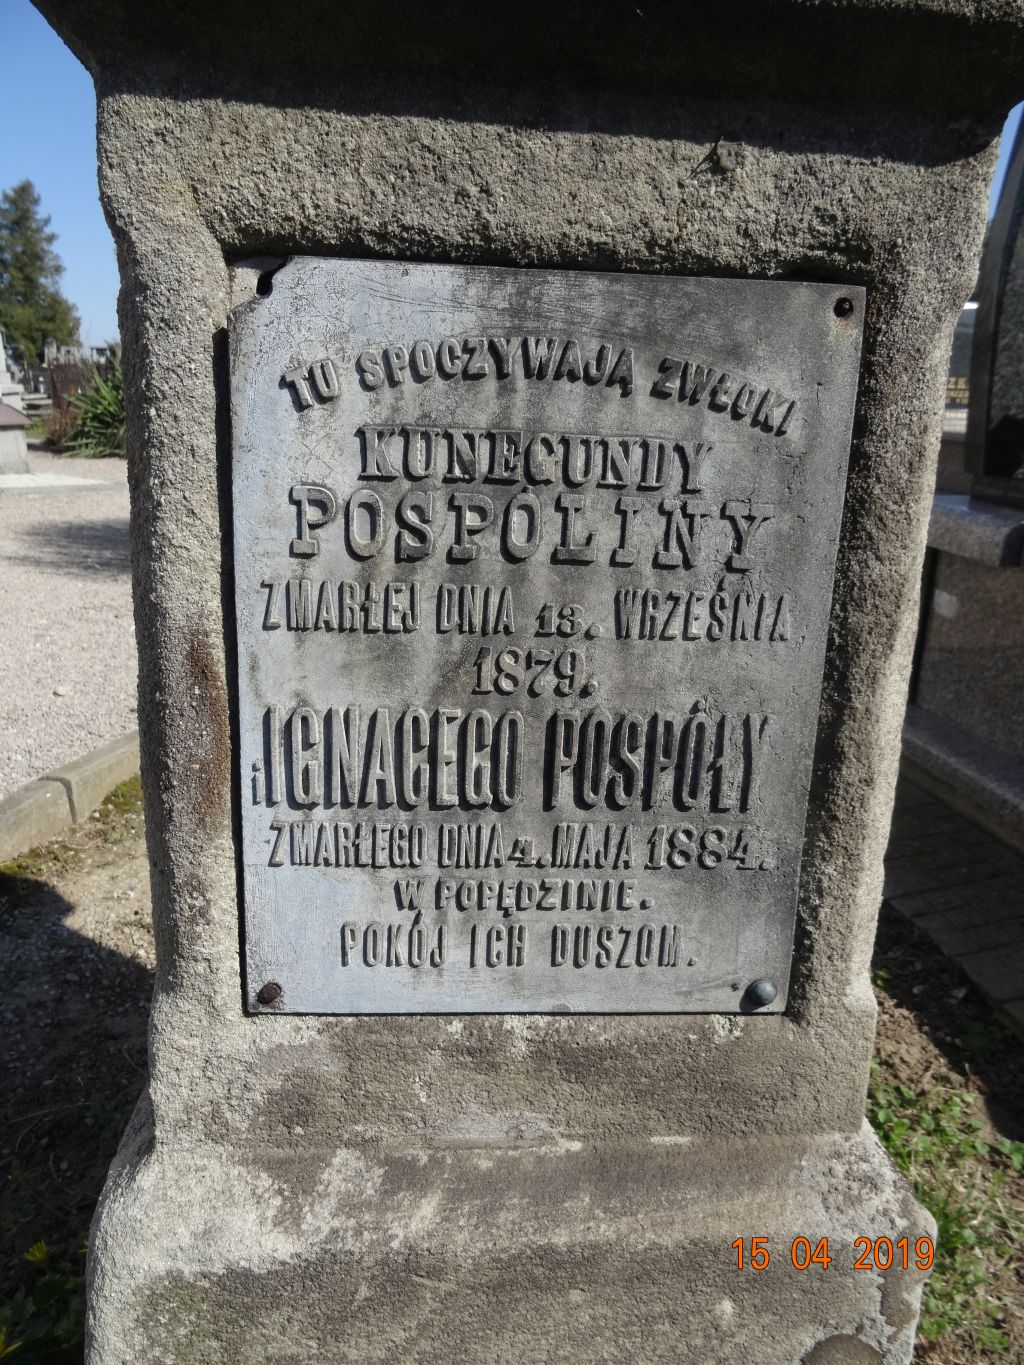 TU SPOCZYWAJĄ ZWŁOKI
KUNEGUNDY
POSPOLINY
ZMARŁEJ DNIA 13. WRZEŚNIA.
1879.
i IGNACEGO POSPÓŁY
ZMARŁEGO DNIA 4. MAJA 1884.
W POPĘDZINIE.
POKÓJ ICH DUSZOM.
15 04 2019